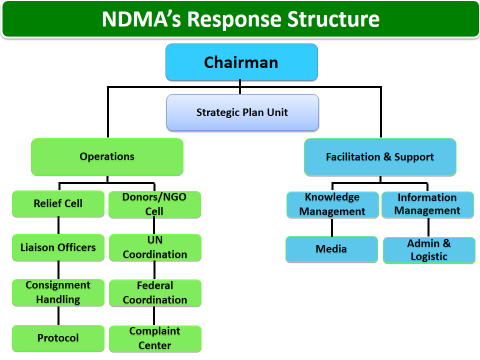 NDMA's Response Structure
Chairman
Strategic Plan Unit
Operations
Facilitation & Support
Relief Cell
Donors/NGO
Cell
Knowledge
Management
Information
Management
Liaison Officers
UN
Coordination
Media
Admin &
Logistic
Consignment
Handling
Federal
Coordination
Protocol
Complaint
Center